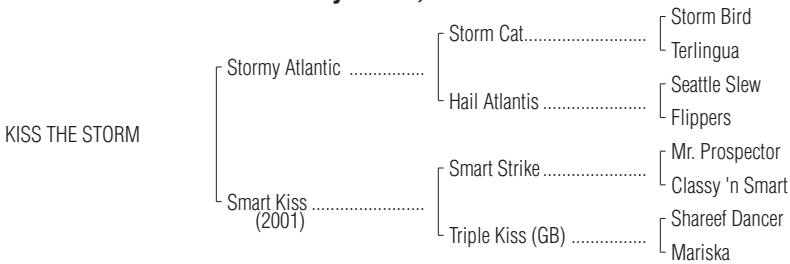 Storm Bird
Storm Cat..........................
Terlingua
Stormy Atlantic ................
Seattle Slew
Hail Atlantis ......................
Flippers
KISS THE STORM
Mr. Prospector
Smart Strike......................
Classy 'n Smart
Smart Kiss ........................
(2001)
Shareef Dancer
Triple Kiss (GB) ................
Mariska